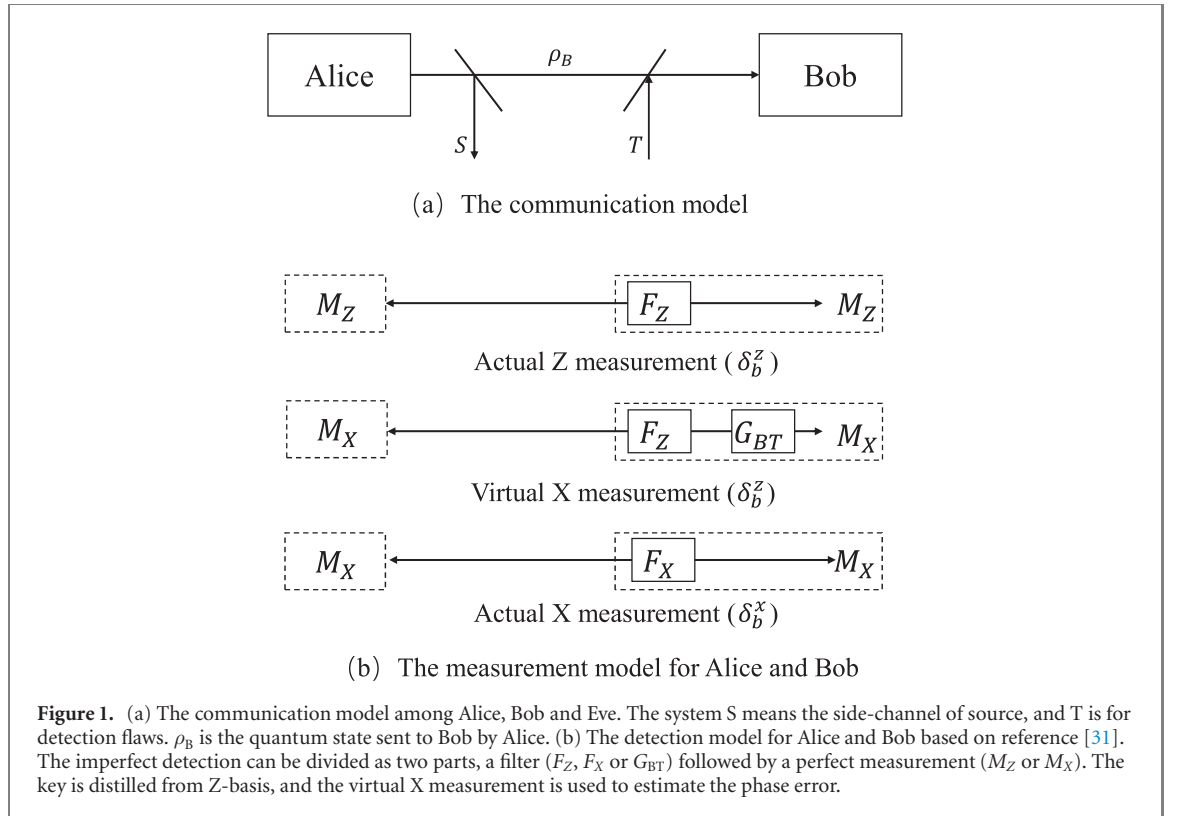 Alice
ρ_B
Bob
S
T
(a) The communication model
M_Z
F_Z
M_Z
Actual Z measurement (δ_b^z)
M_X
F_Z
G_BT
M_X
Virtual X measurement (δ_b^z)
M_X
F_X
M_X
Actual X measurement (δ_b^x)
(b) The measurement model for Alice and Bob
Figure 1. (a) The communication model among Alice, Bob and Eve. The system S means the side-channel of source, and T is for
detection flaws. ρ_B is the quantum state sent to Bob by Alice. (b) The detection model for Alice and Bob based on reference [31].
The imperfect detection can be divided as two parts, a filter (F_Z, F_X or G_BT) followed by a perfect measurement (M_Z or M_X). The
key is distilled from Z-basis, and the virtual X measurement is used to estimate the phase error.